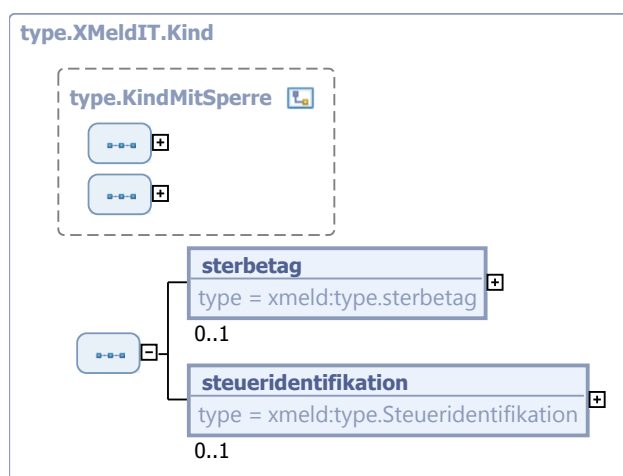 type.XMeldIT.Kind
type.KindMitSperre
sterbetag
type = xmeld:type.sterbetag
0..1
steueridentifikation
type = xmeld:type.Steueridentifikation
0..1